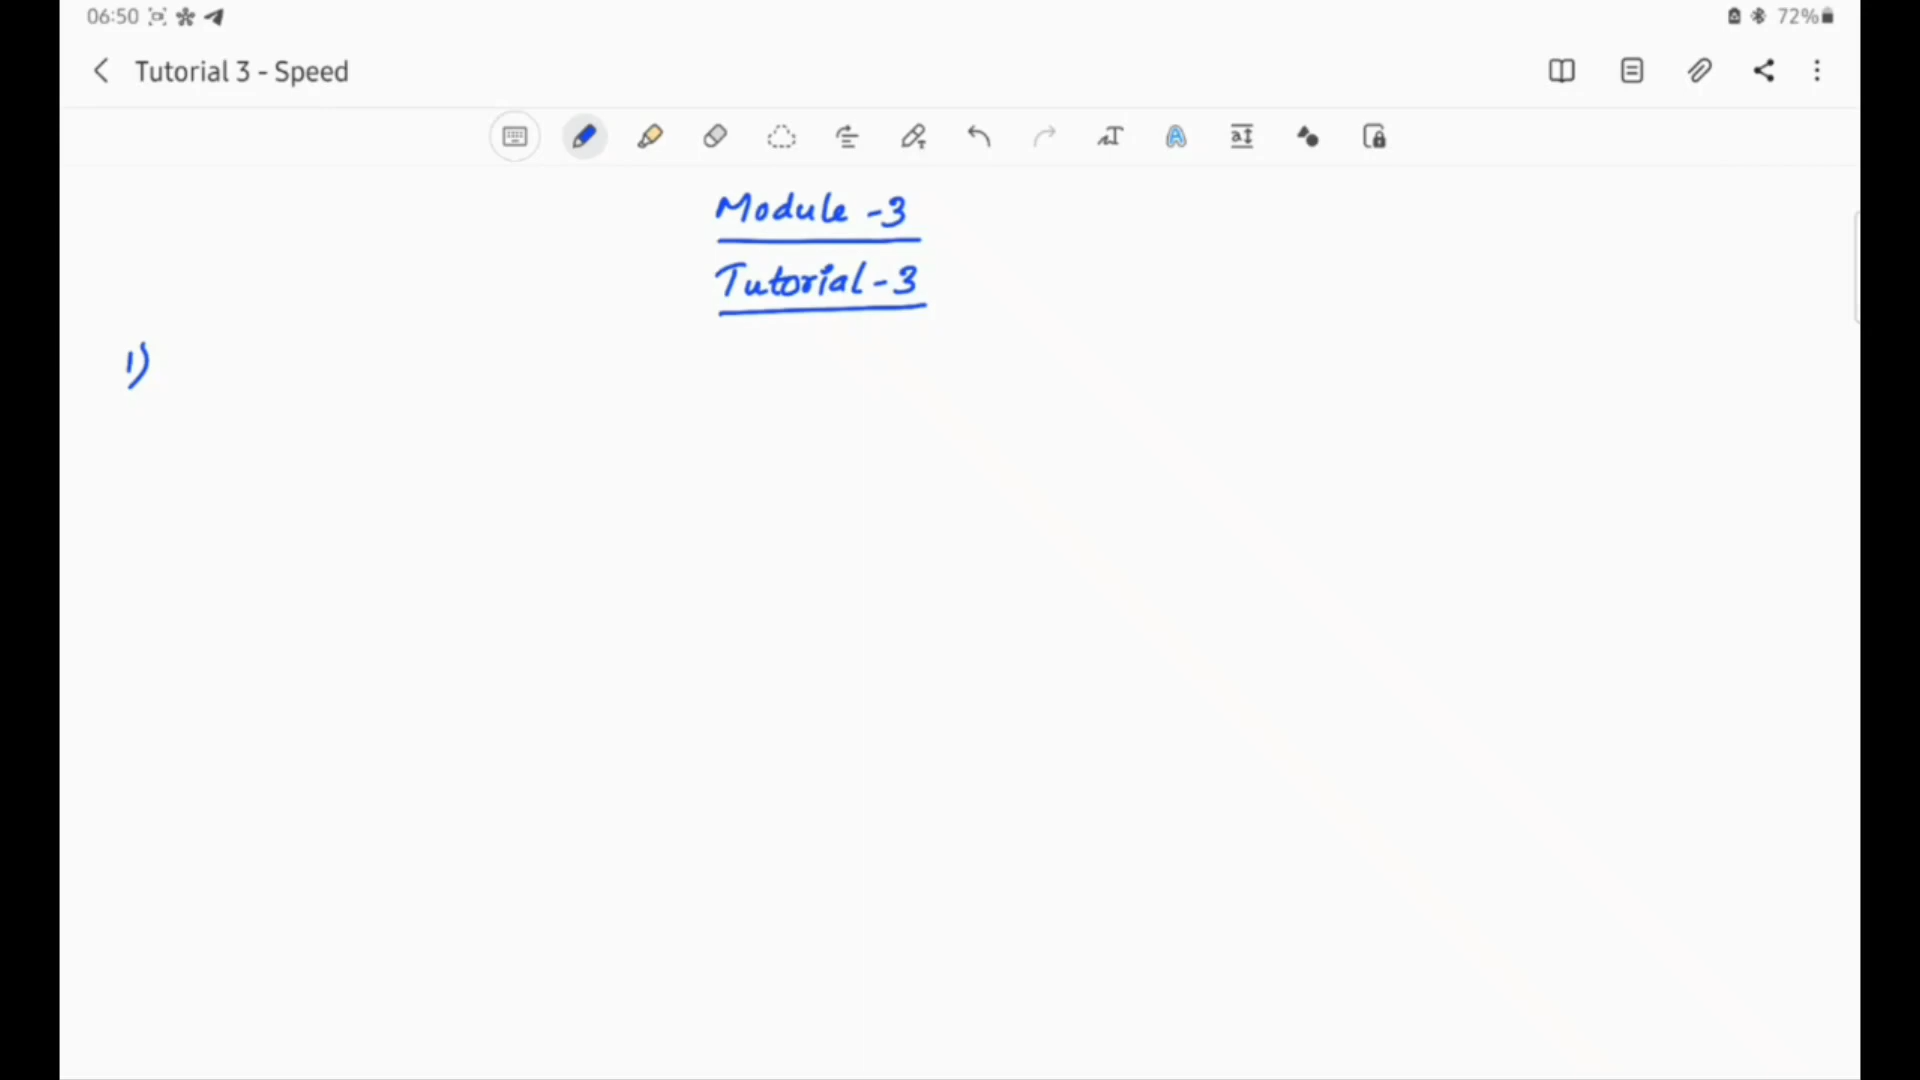 06:50 72%
Tutorial 3 - Speed
Module -3
Tutorial -3
1)